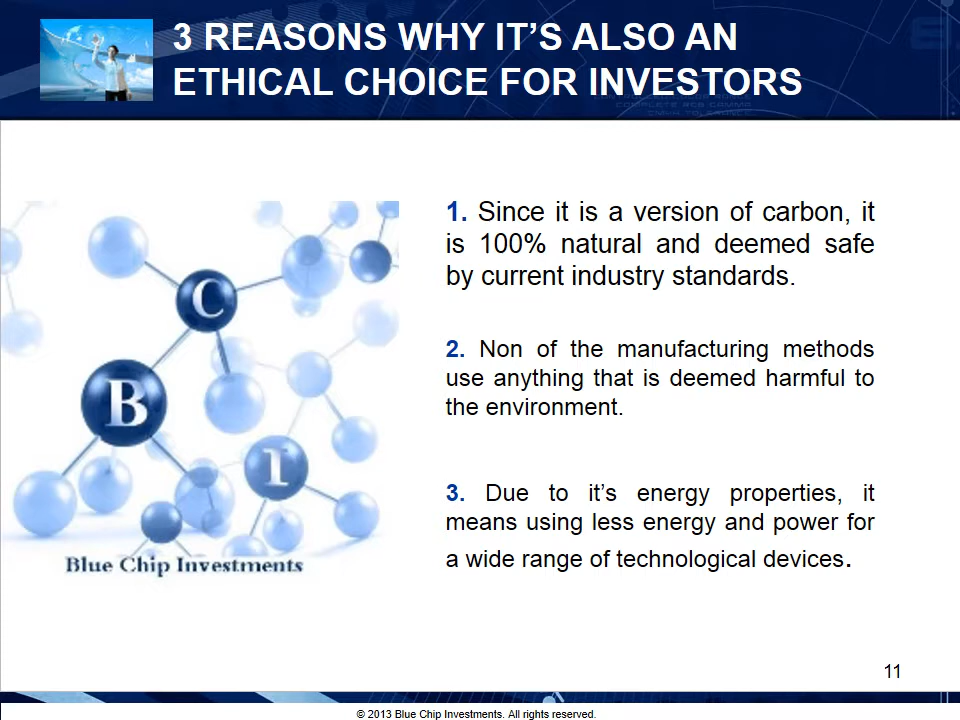 3 REASONS WHY IT'S ALSO AN
ETHICAL CHOICE FOR INVESTORS
1. Since it is a version of carbon, it
is 100% natural and deemed safe
by current industry standards.
2. Non of the manufacturing methods
use anything that is deemed harmful to
the environment.
3. Due to it's energy properties, it
means using less energy and power for
a wide range of technological devices.
C
B
I
Blue Chip Investments
11
© 2013 Blue Chip Investments. All rights reserved.